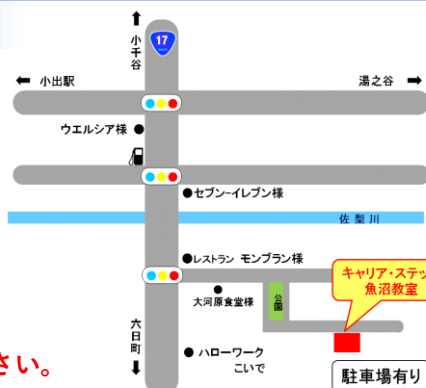 小千谷
17
小出駅
湯之谷
ウエルシア様
セブン-イレブン様
佐梨川
レストラン モンブラン様
大河原食堂様
公園
キャリア・ステッ
魚沼教室
六日町
ハローワーク
こいで
さい。
駐車場有り